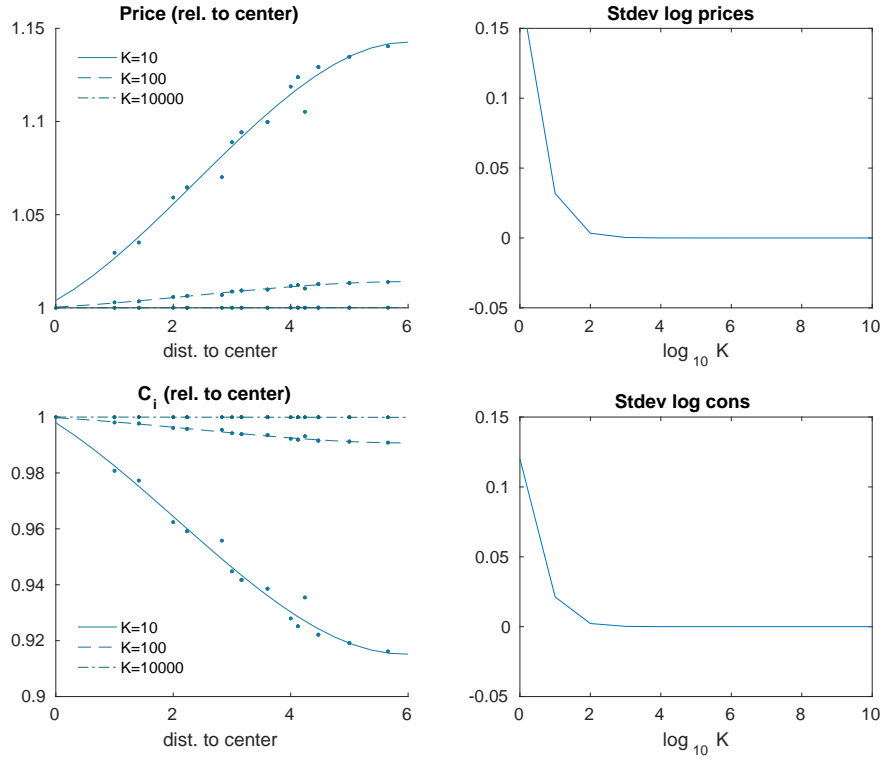 Price (rel. to center)
1.15
1.1
1.05
1
K=10
K=100
K=10000
0 2 4 6
dist. to center
Stdev log prices
0.15
0.1
0.05
0
-0.05
0 2 4 6 8 10
log10 K
Ci (rel. to center)
1
0.98
0.96
0.94
0.92
0.9
K=10
K=100
K=10000
0 2 4 6
dist. to center
Stdev log cons
0.15
0.1
0.05
0
-0.05
0 2 4 6 8 10
log10 K